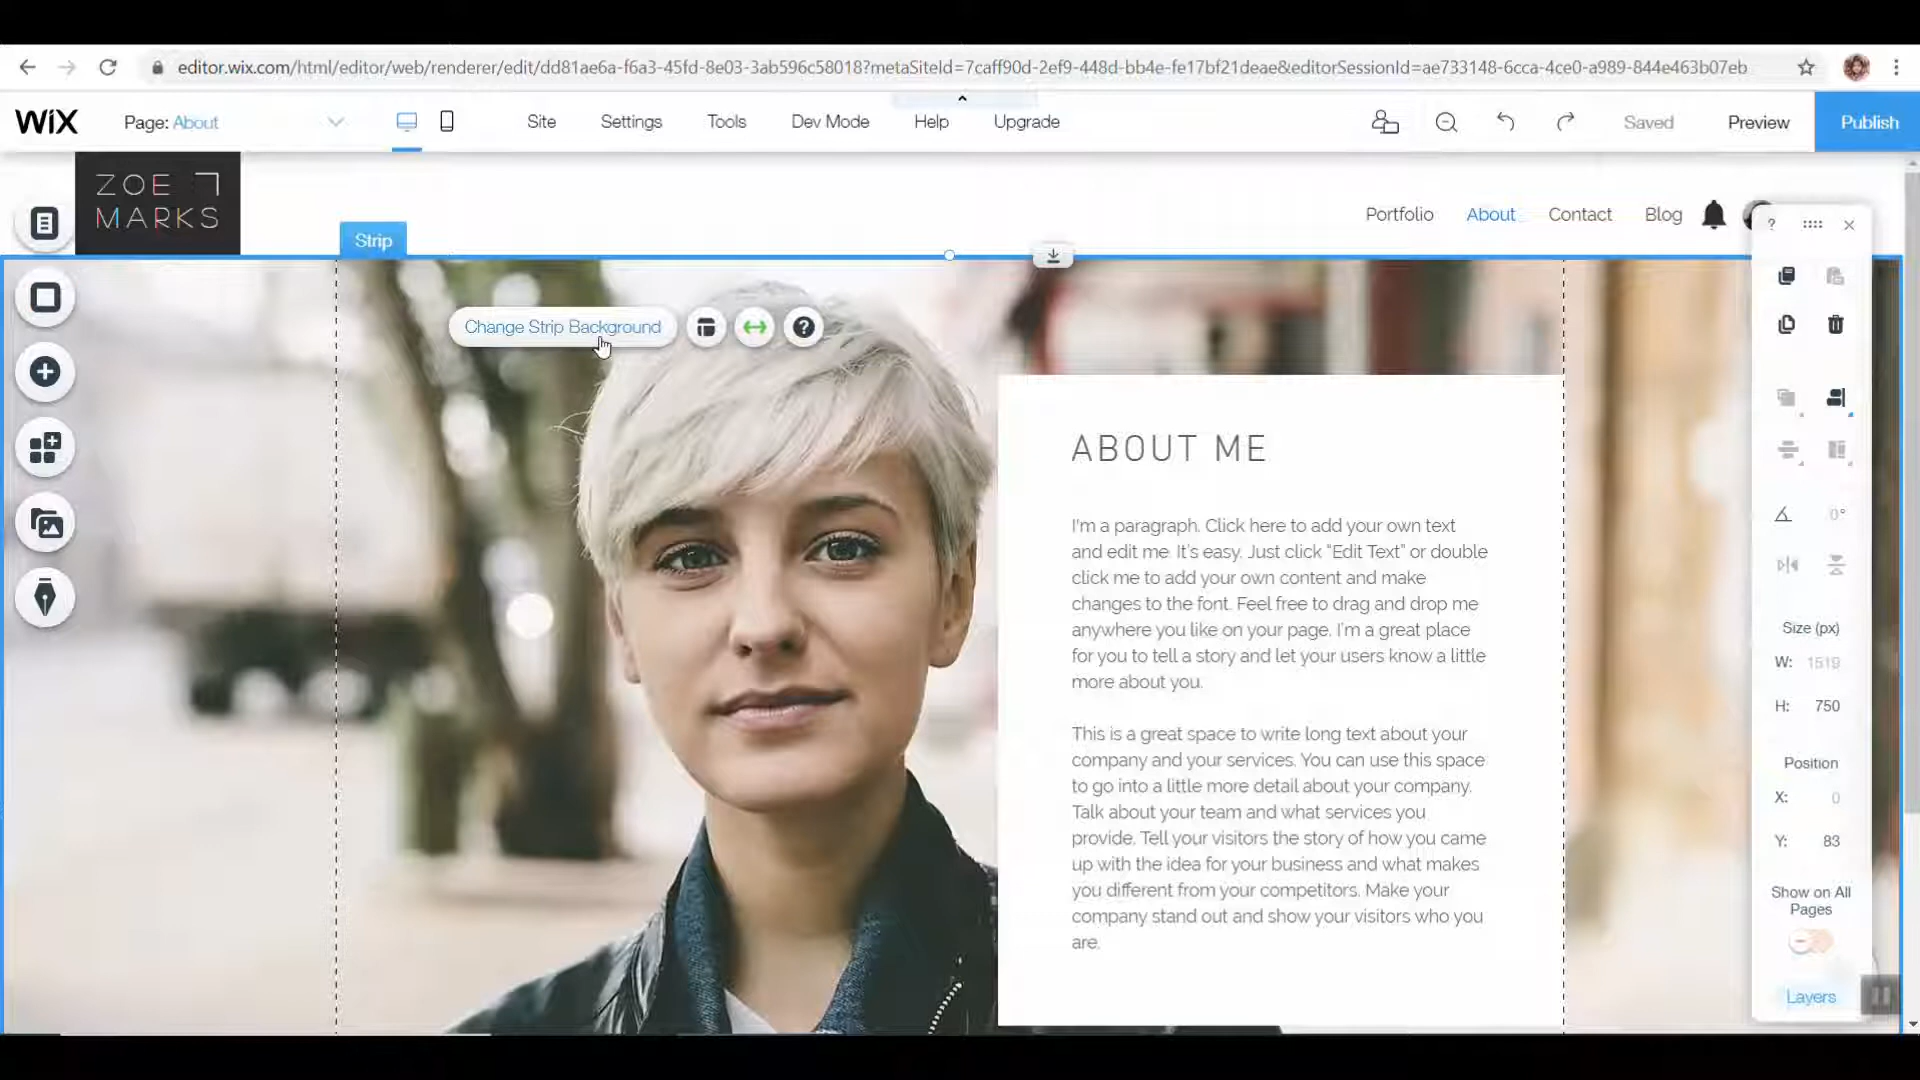 editor.wix.com/html/editor/web/renderer/edit/dd81ae6a-f6a3-45fd-8e03-3ab596c58018?metaSiteId=7caff90d-2ef9-448d-bb4e-fe17bf21deae&editorSessionId=ae733148-6cca-4ce0-a989-844e463b07eb
WiX Page: About Site Settings Tools Dev Mode Help Upgrade Saved Preview Publish
ZOE
MARKS
Portfolio About Contact Blog
Strip
Change Strip Background ?
?
ABOUT ME
I'm a paragraph. Click here to add your own text
and edit me. It's easy. Just click “Edit Text” or double
click me to add your own content and make
changes to the font. Feel free to drag and drop me
anywhere you like on your page. I'm a great place
for you to tell a story and let your users know a little
more about you.
This is a great space to write long text about your
company and your services. You can use this space
to go into a little more detail about your company.
Talk about your team and what services you
provide. Tell your visitors the story of how you came
up with the idea for your business and what makes
you different from your competitors. Make your
company stand out and show your visitors who you
are.
0°
Size (px)
W: 1519
H: 750
Position
X: 0
Y: 83
Show on All
Pages
Layers